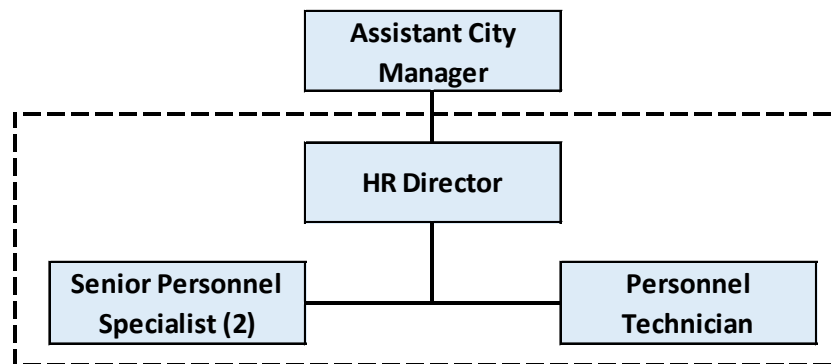 Assistant City
Manager
HR Director
Senior Personnel
Specialist (2)
Personnel
Technician